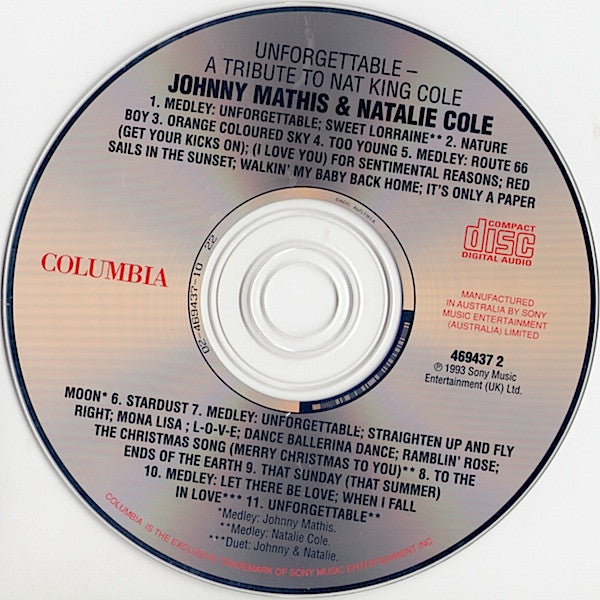 UNFORGETTABLE –
A TRIBUTE TO NAT KING COLE
JOHNNY MATHIS & NATALIE COLE
1. MEDLEY: UNFORGETTABLE; SWEET LORRAINE** 2. NATURE
BOY 3. ORANGE COLOURED SKY 4. TOO YOUNG 5. MEDLEY: ROUTE 66
(GET YOUR KICKS ON); (I LOVE YOU) FOR SENTIMENTAL REASONS; RED
SAILS IN THE SUNSET; WALKIN' MY BABY BACK HOME; IT'S ONLY A PAPER
DADC AUSTRIA
02-469437-10 22
COLUMBIA
COMPACT
disc
DIGITAL AUDIO
MANUFACTURED
IN AUSTRALIA BY SONY
MUSIC ENTERTAINMENT
(AUSTRALIA) LIMITED
469437 2
℗ 1993 Sony Music
Entertainment (UK) Ltd.
MOON* 6. STARDUST 7. MEDLEY: UNFORGETTABLE; STRAIGHTEN UP AND FLY
RIGHT; MONA LISA ; L-O-V-E; DANCE BALLERINA DANCE; RAMBLIN' ROSE;
THE CHRISTMAS SONG (MERRY CHRISTMAS TO YOU)** 8. TO THE
ENDS OF THE EARTH 9. THAT SUNDAY (THAT SUMMER)
10. MEDLEY: LET THERE BE LOVE; WHEN I FALL
IN LOVE*** 11. UNFORGETTABLE**
*Medley: Johnny Mathis.
**Medley: Natalie Cole.
***Duet: Johnny & Natalie.
COLUMBIA IS THE EXCLUSIVE TRADEMARK OF SONY MUSIC ENTERTAINMENT INC.